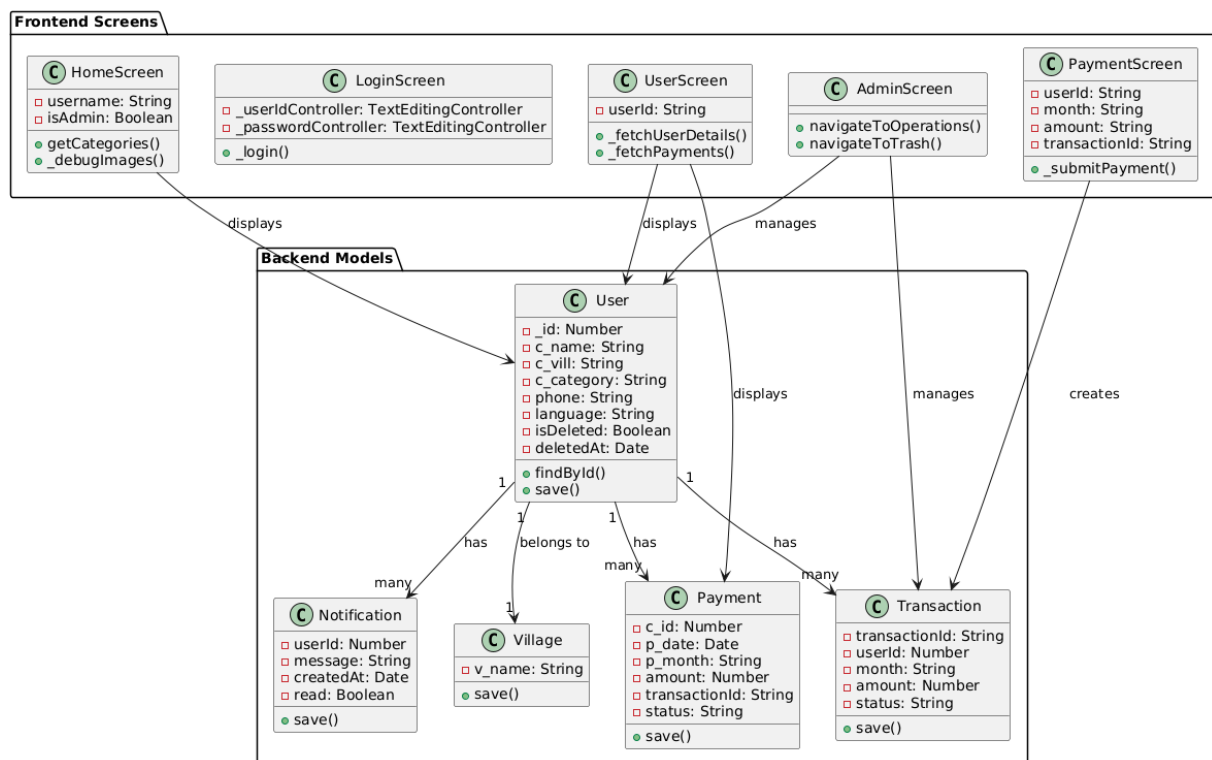 Frontend Screens
C HomeScreen
username: String
isAdmin: Boolean
getCategories()
_debugImages()
C LoginScreen
_userIdController: TextEditingController
_passwordController: TextEditingController
_login()
C UserScreen
userId: String
_fetchUserDetails()
_fetchPayments()
C AdminScreen
navigateToOperations()
navigateToTrash()
C PaymentScreen
userId: String
month: String
amount: String
transactionId: String
_submitPayment()
displays
displays
manages
displays
manages
creates
Backend Models
C User
_id: Number
c_name: String
c_vill: String
c_category: String
phone: String
language: String
isDeleted: Boolean
deletedAt: Date
findById()
save()
1
has
many
1
belongs to
1
1
has
many
1
has
many
C Notification
userId: Number
message: String
createdAt: Date
read: Boolean
save()
C Village
v_name: String
save()
C Payment
c_id: Number
p_date: Date
p_month: String
amount: Number
transactionId: String
status: String
save()
C Transaction
transactionId: String
userId: Number
month: String
amount: Number
status: String
save()